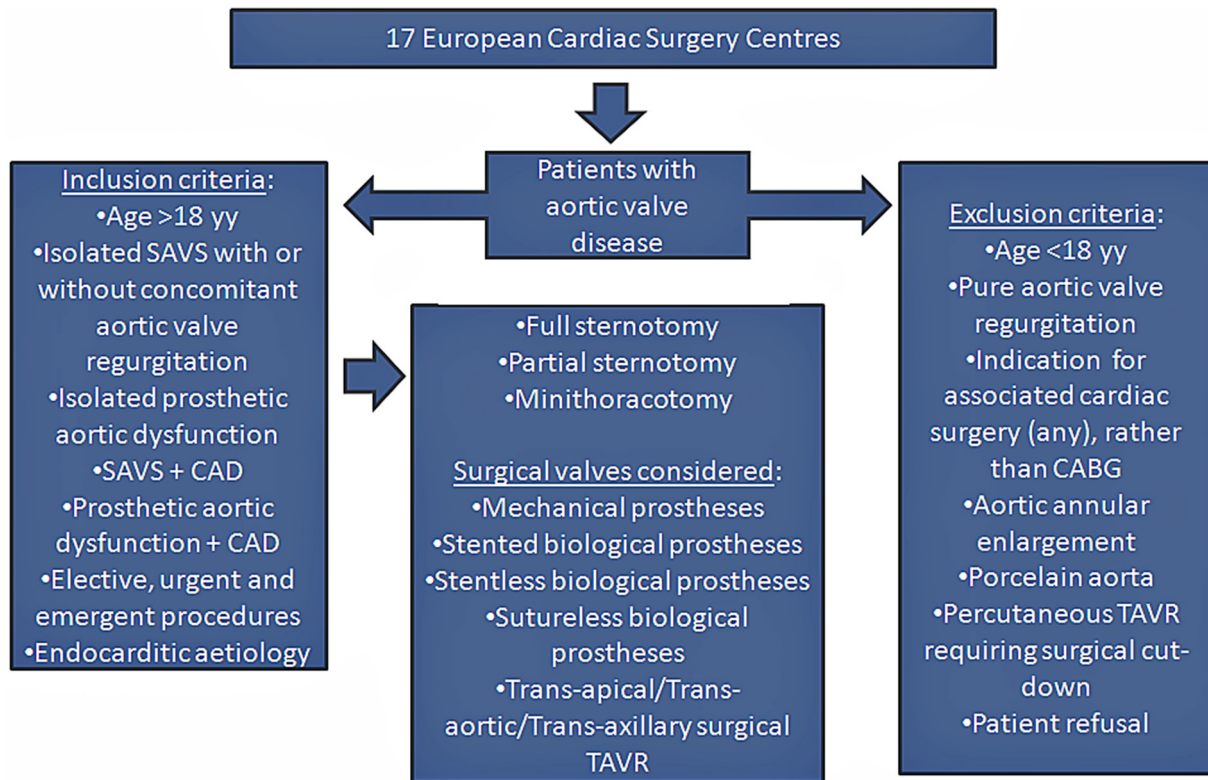 17 European Cardiac Surgery Centres
Patients with
aortic valve
disease
Inclusion criteria:
•Age >18 yy
•Isolated SAVS with or
without concomitant
aortic valve
regurgitation
•Isolated prosthetic
aortic dysfunction
•SAVS + CAD
•Prosthetic aortic
dysfunction + CAD
•Elective, urgent and
emergent procedures
•Endocarditic aetiology
•Full sternotomy
•Partial sternotomy
•Minithoracotomy
Surgical valves considered:
•Mechanical prostheses
•Stented biological prostheses
•Stentless biological prostheses
•Sutureless biological
prostheses
•Trans-apical/Trans-
aortic/Trans-axillary surgical
TAVR
Exclusion criteria:
•Age <18 yy
•Pure aortic valve
regurgitation
•Indication for
associated cardiac
surgery (any), rather
than CABG
•Aortic annular
enlargement
•Porcelain aorta
•Percutaneous TAVR
requiring surgical cut-
down
•Patient refusal